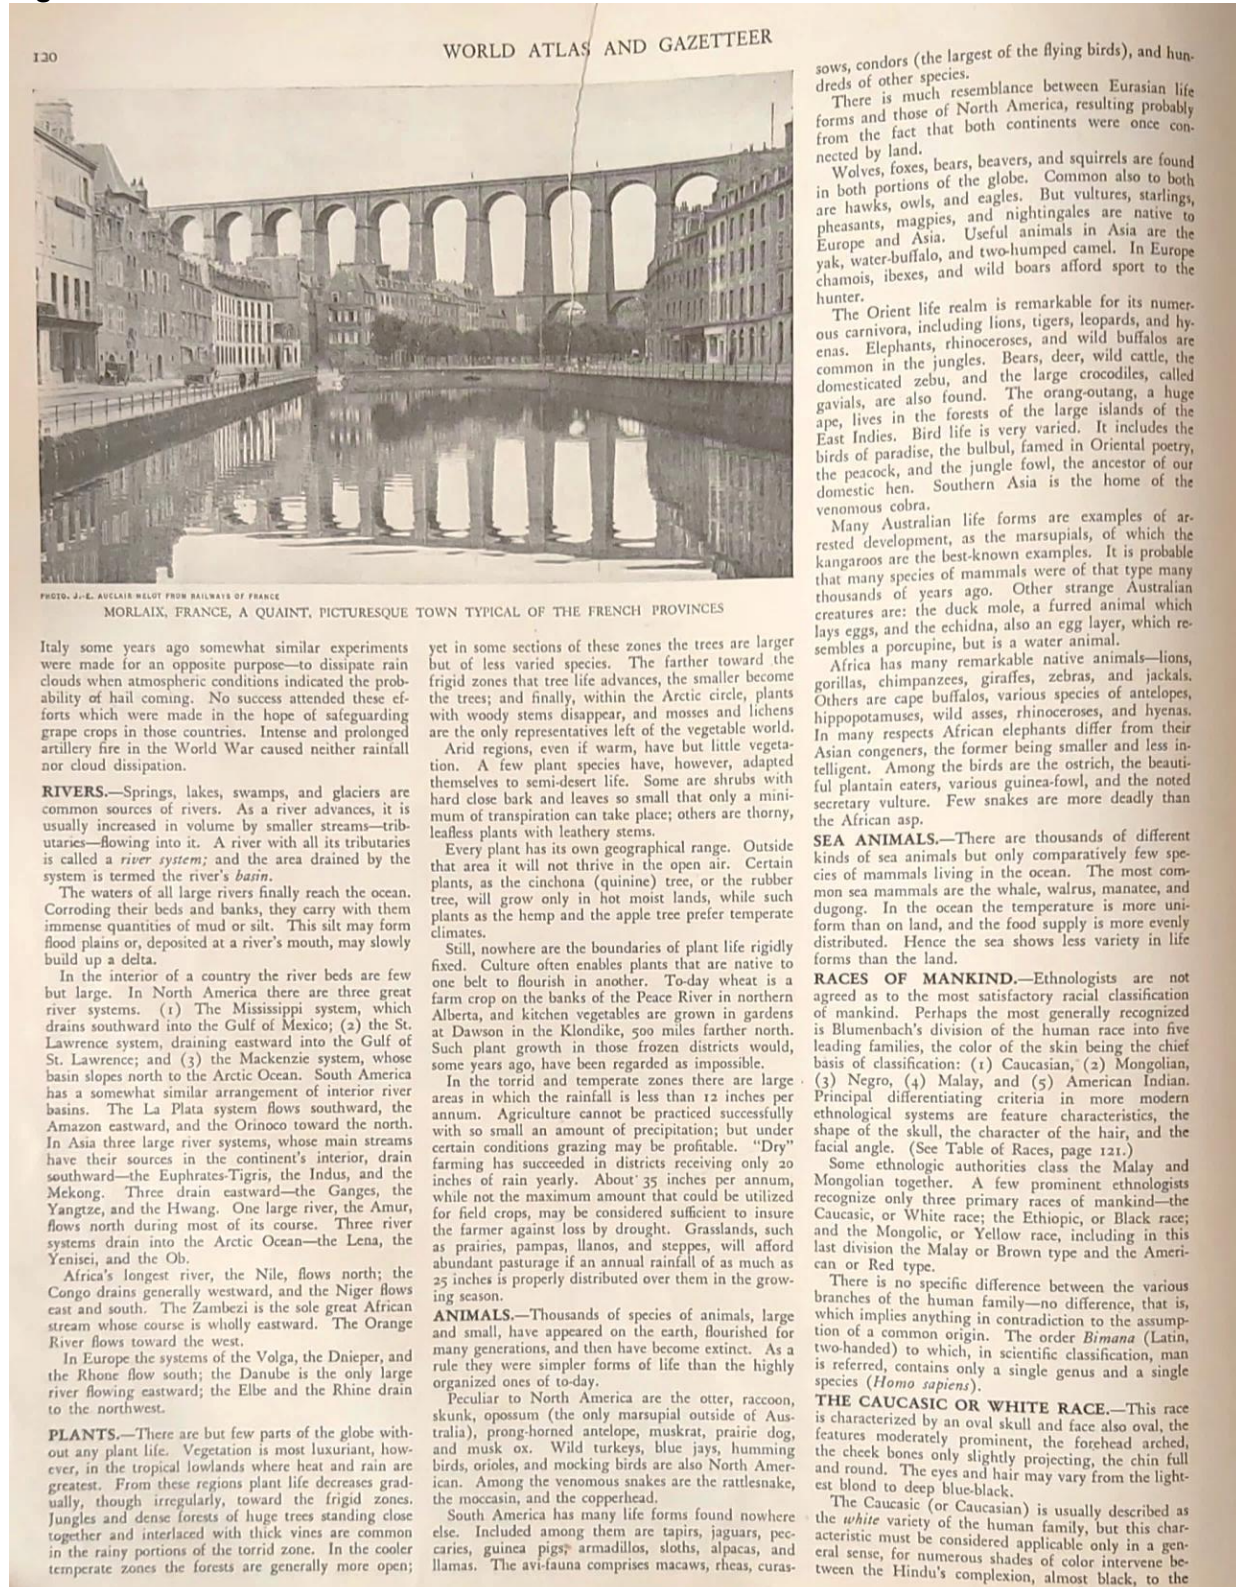 120
WORLD ATLAS AND GAZETTEER
PHOTO. J.-E. AUCLAIR MELOT FROM RAILWAYS OF FRANCE
MORLAIX, FRANCE, A QUAINT, PICTURESQUE TOWN TYPICAL OF THE FRENCH PROVINCES
Italy some years ago somewhat similar experiments
were made for an opposite purpose—to dissipate rain
clouds when atmospheric conditions indicated the prob-
ability of hail coming. No success attended these ef-
forts which were made in the hope of safeguarding
grape crops in those countries. Intense and prolonged
artillery fire in the World War caused neither rainfall
nor cloud dissipation.
RIVERS.—Springs, lakes, swamps, and glaciers are
common sources of rivers. As a river advances, it is
usually increased in volume by smaller streams—trib-
utaries—flowing into it. A river with all its tributaries
is called a river system; and the area drained by the
system is termed the river's basin.
The waters of all large rivers finally reach the ocean.
Corroding their beds and banks, they carry with them
immense quantities of mud or silt. This silt may form
flood plains or, deposited at a river's mouth, may slowly
build up a delta.
In the interior of a country the river beds are few
but large. In North America there are three great
river systems. (1) The Mississippi system, which
drains southward into the Gulf of Mexico; (2) the St.
Lawrence system, draining eastward into the Gulf of
St. Lawrence; and (3) the Mackenzie system, whose
basin slopes north to the Arctic Ocean. South America
has a somewhat similar arrangement of interior river
basins. The La Plata system flows southward, the
Amazon eastward, and the Orinoco toward the north.
In Asia three large river systems, whose main streams
have their sources in the continent's interior, drain
southward—the Euphrates-Tigris, the Indus, and the
Mekong. Three drain eastward—the Ganges, the
Yangtze, and the Hwang. One large river, the Amur,
flows north during most of its course. Three river
systems drain into the Arctic Ocean—the Lena, the
Yenisei, and the Ob.
Africa's longest river, the Nile, flows north; the
Congo drains generally westward, and the Niger flows
east and south. The Zambezi is the sole great African
stream whose course is wholly eastward. The Orange
River flows toward the west.
In Europe the systems of the Volga, the Dnieper, and
the Rhone flow south; the Danube is the only large
river flowing eastward; the Elbe and the Rhine drain
to the northwest.
PLANTS.—There are but few parts of the globe with-
out any plant life. Vegetation is most luxuriant, how-
ever, in the tropical lowlands where heat and rain are
greatest. From these regions plant life decreases grad-
ually, though irregularly, toward the frigid zones.
Jungles and dense forests of huge trees standing close
together and interlaced with thick vines are common
in the rainy portions of the torrid zone. In the cooler
temperate zones the forests are generally more open;
yet in some sections of these zones the trees are larger
but of less varied species. The farther toward the
frigid zones that tree life advances, the smaller become
the trees; and finally, within the Arctic circle, plants
with woody stems disappear, and mosses and lichens
are the only representatives left of the vegetable world.
Arid regions, even if warm, have but little vegeta-
tion. A few plant species have, however, adapted
themselves to semi-desert life. Some are shrubs with
hard close bark and leaves so small that only a mini-
mum of transpiration can take place; others are thorny,
leafless plants with leathery stems.
Every plant has its own geographical range. Outside
that area it will not thrive in the open air. Certain
plants, as the cinchona (quinine) tree, or the rubber
tree, will grow only in hot moist lands, while such
plants as the hemp and the apple tree prefer temperate
climates.
Still, nowhere are the boundaries of plant life rigidly
fixed. Culture often enables plants that are native to
one belt to flourish in another. To-day wheat is a
farm crop on the banks of the Peace River in northern
Alberta, and kitchen vegetables are grown in gardens
at Dawson in the Klondike, 500 miles farther north.
Such plant growth in those frozen districts would,
some years ago, have been regarded as impossible.
In the torrid and temperate zones there are large
areas in which the rainfall is less than 12 inches per
annum. Agriculture cannot be practiced successfully
with so small an amount of precipitation; but under
certain conditions grazing may be profitable. "Dry"
farming has succeeded in districts receiving only 20
inches of rain yearly. About 35 inches per annum,
while not the maximum amount that could be utilized
for field crops, may be considered sufficient to insure
the farmer against loss by drought. Grasslands, such
as prairies, pampas, llanos, and steppes, will afford
abundant pasturage if an annual rainfall of as much as
25 inches is properly distributed over them in the grow-
ing season.
ANIMALS.—Thousands of species of animals, large
and small, have appeared on the earth, flourished for
many generations, and then have become extinct. As a
rule they were simpler forms of life than the highly
organized ones of to-day.
Peculiar to North America are the otter, raccoon,
skunk, opossum (the only marsupial outside of Aus-
tralia), prong-horned antelope, muskrat, prairie dog,
and musk ox. Wild turkeys, blue jays, humming
birds, orioles, and mocking birds are also North Amer-
ican. Among the venomous snakes are the rattlesnake,
the moccasin, and the copperhead.
South America has many life forms found nowhere
else. Included among them are tapirs, jaguars, pec-
caries, guinea pigs, armadillos, sloths, alpacas, and
llamas. The avi-fauna comprises macaws, rheas, curas-
sows, condors (the largest of the flying birds), and hun-
dreds of other species.
There is much resemblance between Eurasian life
forms and those of North America, resulting probably
from the fact that both continents were once con-
nected by land.
Wolves, foxes, bears, beavers, and squirrels are found
in both portions of the globe. Common also to both
are hawks, owls, and eagles. But vultures, starlings,
pheasants, magpies, and nightingales are native to
Europe and Asia. Useful animals in Asia are the
yak, water-buffalo, and two-humped camel. In Europe
chamois, ibexes, and wild boars afford sport to the
hunter.
The Orient life realm is remarkable for its numer-
ous carnivora, including lions, tigers, leopards, and hy-
enas. Elephants, rhinoceroses, and wild buffalos are
common in the jungles. Bears, deer, wild cattle, the
domesticated zebu, and the large crocodiles, called
gavials, are also found. The orang-outang, a huge
ape, lives in the forests of the large islands of the
East Indies. Bird life is very varied. It includes the
birds of paradise, the bulbul, famed in Oriental poetry,
the peacock, and the jungle fowl, the ancestor of our
domestic hen. Southern Asia is the home of the
venomous cobra.
Many Australian life forms are examples of ar-
rested development, as the marsupials, of which the
kangaroos are the best-known examples. It is probable
that many species of mammals were of that type many
thousands of years ago. Other strange Australian
creatures are: the duck mole, a furred animal which
lays eggs, and the echidna, also an egg layer, which re-
sembles a porcupine, but is a water animal.
Africa has many remarkable native animals—lions,
gorillas, chimpanzees, giraffes, zebras, and jackals.
Others are cape buffalos, various species of antelopes,
hippopotamuses, wild asses, rhinoceroses, and hyenas.
In many respects African elephants differ from their
Asian congeners, the former being smaller and less in-
telligent. Among the birds are the ostrich, the beauti-
ful plantain eaters, various guinea-fowl, and the noted
secretary vulture. Few snakes are more deadly than
the African asp.
SEA ANIMALS.—There are thousands of different
kinds of sea animals but only comparatively few spe-
cies of mammals living in the ocean. The most com-
mon sea mammals are the whale, walrus, manatee, and
dugong. In the ocean the temperature is more uni-
form than on land, and the food supply is more evenly
distributed. Hence the sea shows less variety in life
forms than the land.
RACES OF MANKIND.—Ethnologists are not
agreed as to the most satisfactory racial classification
of mankind. Perhaps the most generally recognized
is Blumenbach's division of the human race into five
leading families, the color of the skin being the chief
basis of classification: (1) Caucasian, (2) Mongolian,
(3) Negro, (4) Malay, and (5) American Indian.
Principal differentiating criteria in more modern
ethnological systems are feature characteristics, the
shape of the skull, the character of the hair, and the
facial angle. (See Table of Races, page 121.)
Some ethnologic authorities class the Malay and
Mongolian together. A few prominent ethnologists
recognize only three primary races of mankind—the
Caucasic, or White race; the Ethiopic, or Black race;
and the Mongolic, or Yellow race, including in this
last division the Malay or Brown type and the Ameri-
can or Red type.
There is no specific difference between the various
branches of the human family—no difference, that is,
which implies anything in contradiction to the assump-
tion of a common origin. The order Bimana (Latin,
two-handed) to which, in scientific classification, man
is referred, contains only a single genus and a single
species (Homo sapiens).
THE CAUCASIC OR WHITE RACE.—This race
is characterized by an oval skull and face also oval, the
features moderately prominent, the forehead arched,
the cheek bones only slightly projecting, the chin full
and round. The eyes and hair may vary from the light-
est blond to deep blue-black.
The Caucasic (or Caucasian) is usually described as
the white variety of the human family, but this char-
acteristic must be considered applicable only in a gen-
eral sense, for numerous shades of color intervene be-
tween the Hindu's complexion, almost black, to the